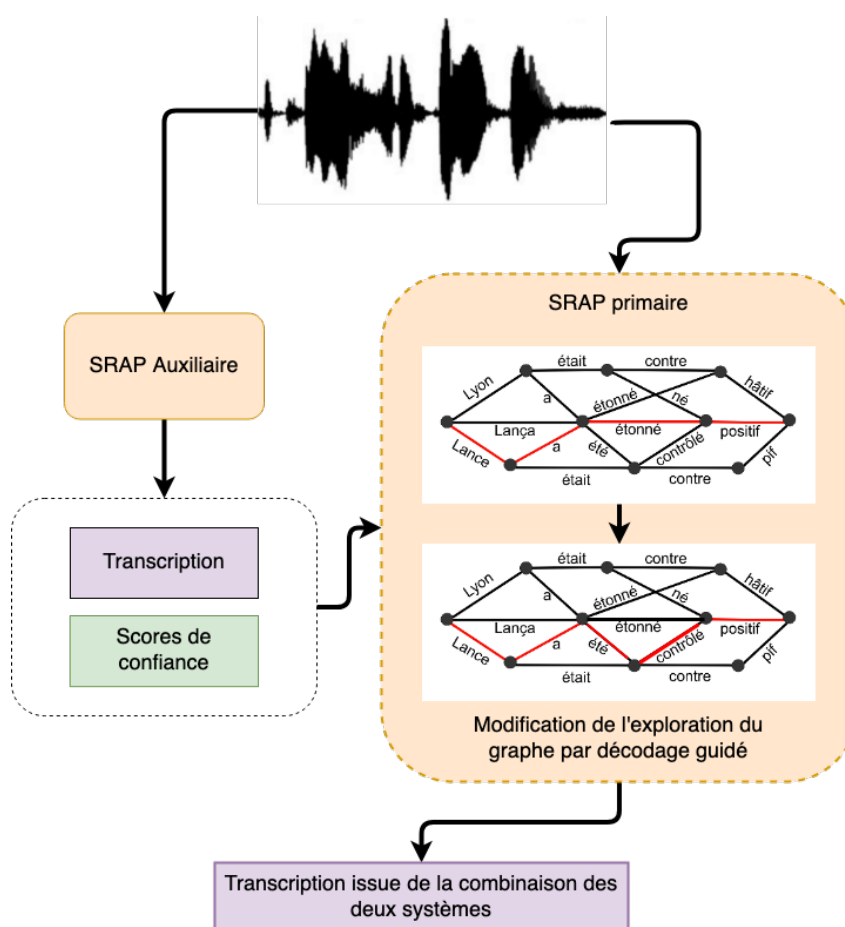 SRAP Auxiliaire
Transcription
Scores de
confiance
SRAP primaire
Lyon
était
contre
hâtif
a
étonné
né
Lança
étonné
positif
Lance
a
été
contrôlé
pif
était
contre
Lyon
était
contre
hâtif
a
étonné
né
Lança
étonné
positif
Lance
a
été
contrôlé
pif
était
contre
Modification de l'exploration du
graphe par décodage guidé
Transcription issue de la combinaison des
deux systèmes